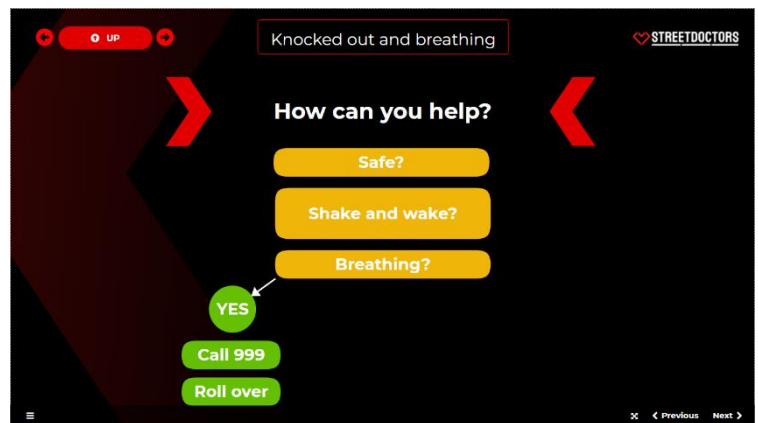 UP
Knocked out and breathing
STREETDOCTORS
How can you help?
Safe?
Shake and wake?
Breathing?
YES
Call 999
Roll over
Previous
Next